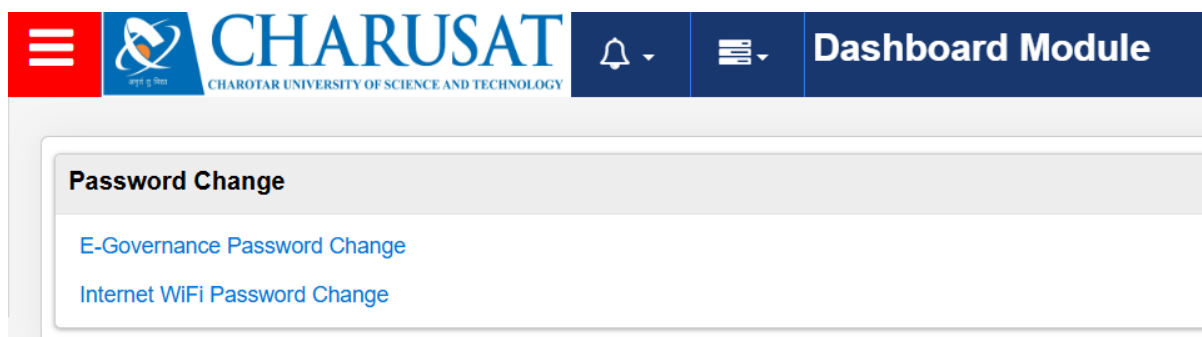 CHARUSAT
CHAROTAR UNIVERSITY OF SCIENCE AND TECHNOLOGY
Dashboard Module
Password Change
E-Governance Password Change
Internet WiFi Password Change